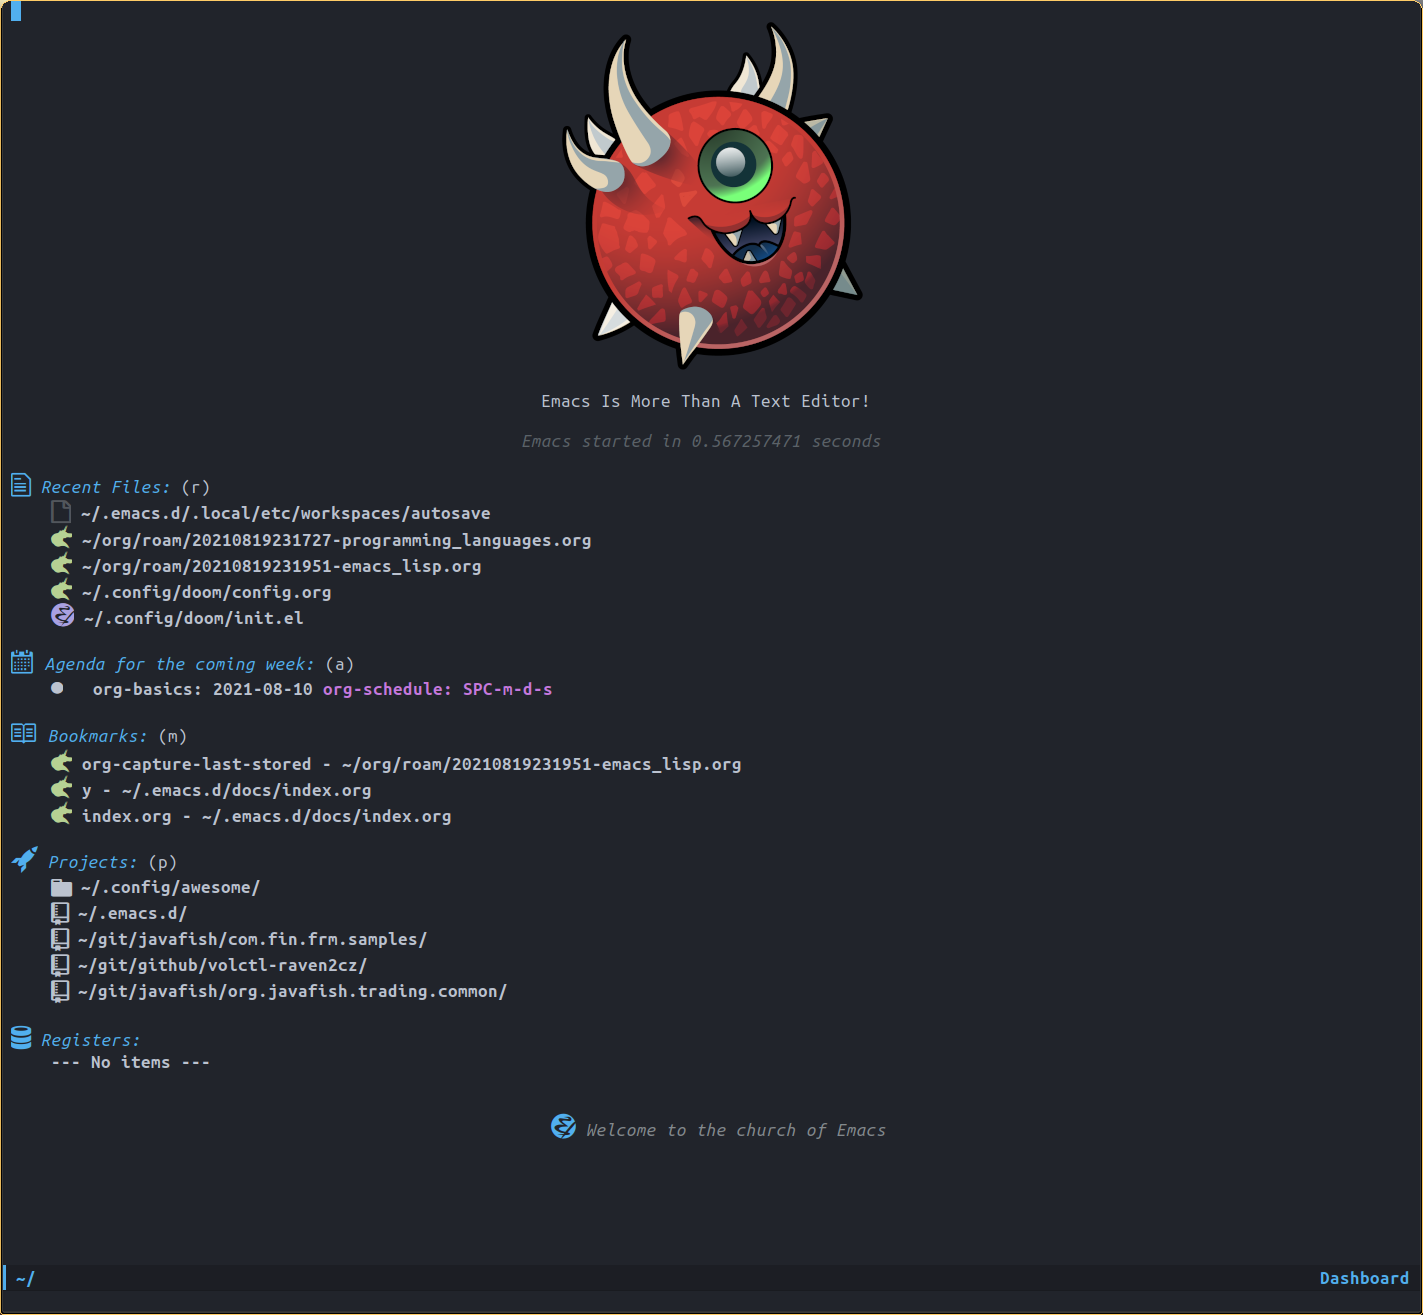 Emacs Is More Than A Text Editor!
Emacs started in 0.567257471 seconds
Recent Files: (r)
~/.emacs.d/.local/etc/workspaces/autosave
~/org/roam/20210819231727-programming_languages.org
~/org/roam/20210819231951-emacs_lisp.org
~/.config/doom/config.org
~/.config/doom/init.el
Agenda for the coming week: (a)
org-basics: 2021-08-10 org-schedule: SPC-m-d-s
Bookmarks: (m)
org-capture-last-stored - ~/org/roam/20210819231951-emacs_lisp.org
y - ~/.emacs.d/docs/index.org
index.org - ~/.emacs.d/docs/index.org
Projects: (p)
~/.config/awesome/
~/.emacs.d/
~/git/javafish/com.fin.frm.samples/
~/git/github/volctl-raven2cz/
~/git/javafish/org.javafish.trading.common/
Registers:
--- No items ---
Welcome to the church of Emacs
~/ Dashboard